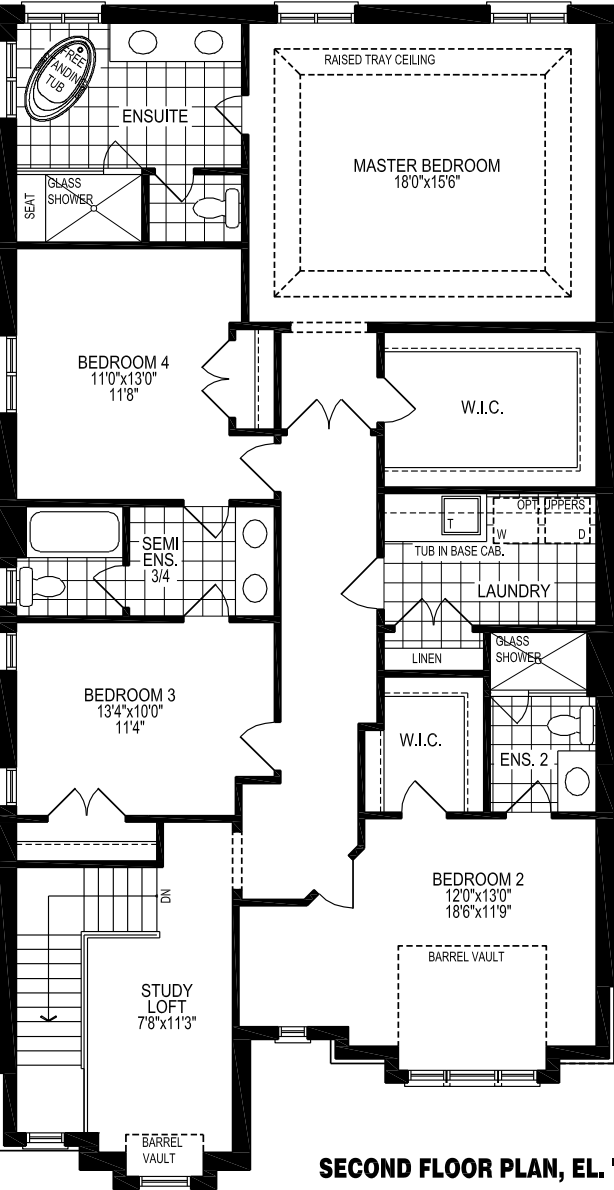 RAISED TRAY CEILING
FREE
TUB
ENSUITE
MASTER BEDROOM
18'0"x15'6"
SEAT
GLASS
SHOWER
BEDROOM 4
11'0"x13'0"
11'8"
W.I.C.
OPT. UPPERS
T
W
D
TUB IN BASE CAB.
SEMI
ENS.
3/4
LAUNDRY
LINEN
GLASS
SHOWER
BEDROOM 3
13'4"x10'0"
11'4"
W.I.C.
ENS. 2
DN
BEDROOM 2
12'0"x13'0"
18'6"x11'9"
BARREL VAULT
STUDY
LOFT
7'8"x11'3"
BARREL
VAULT
SECOND FLOOR PLAN, EL. '